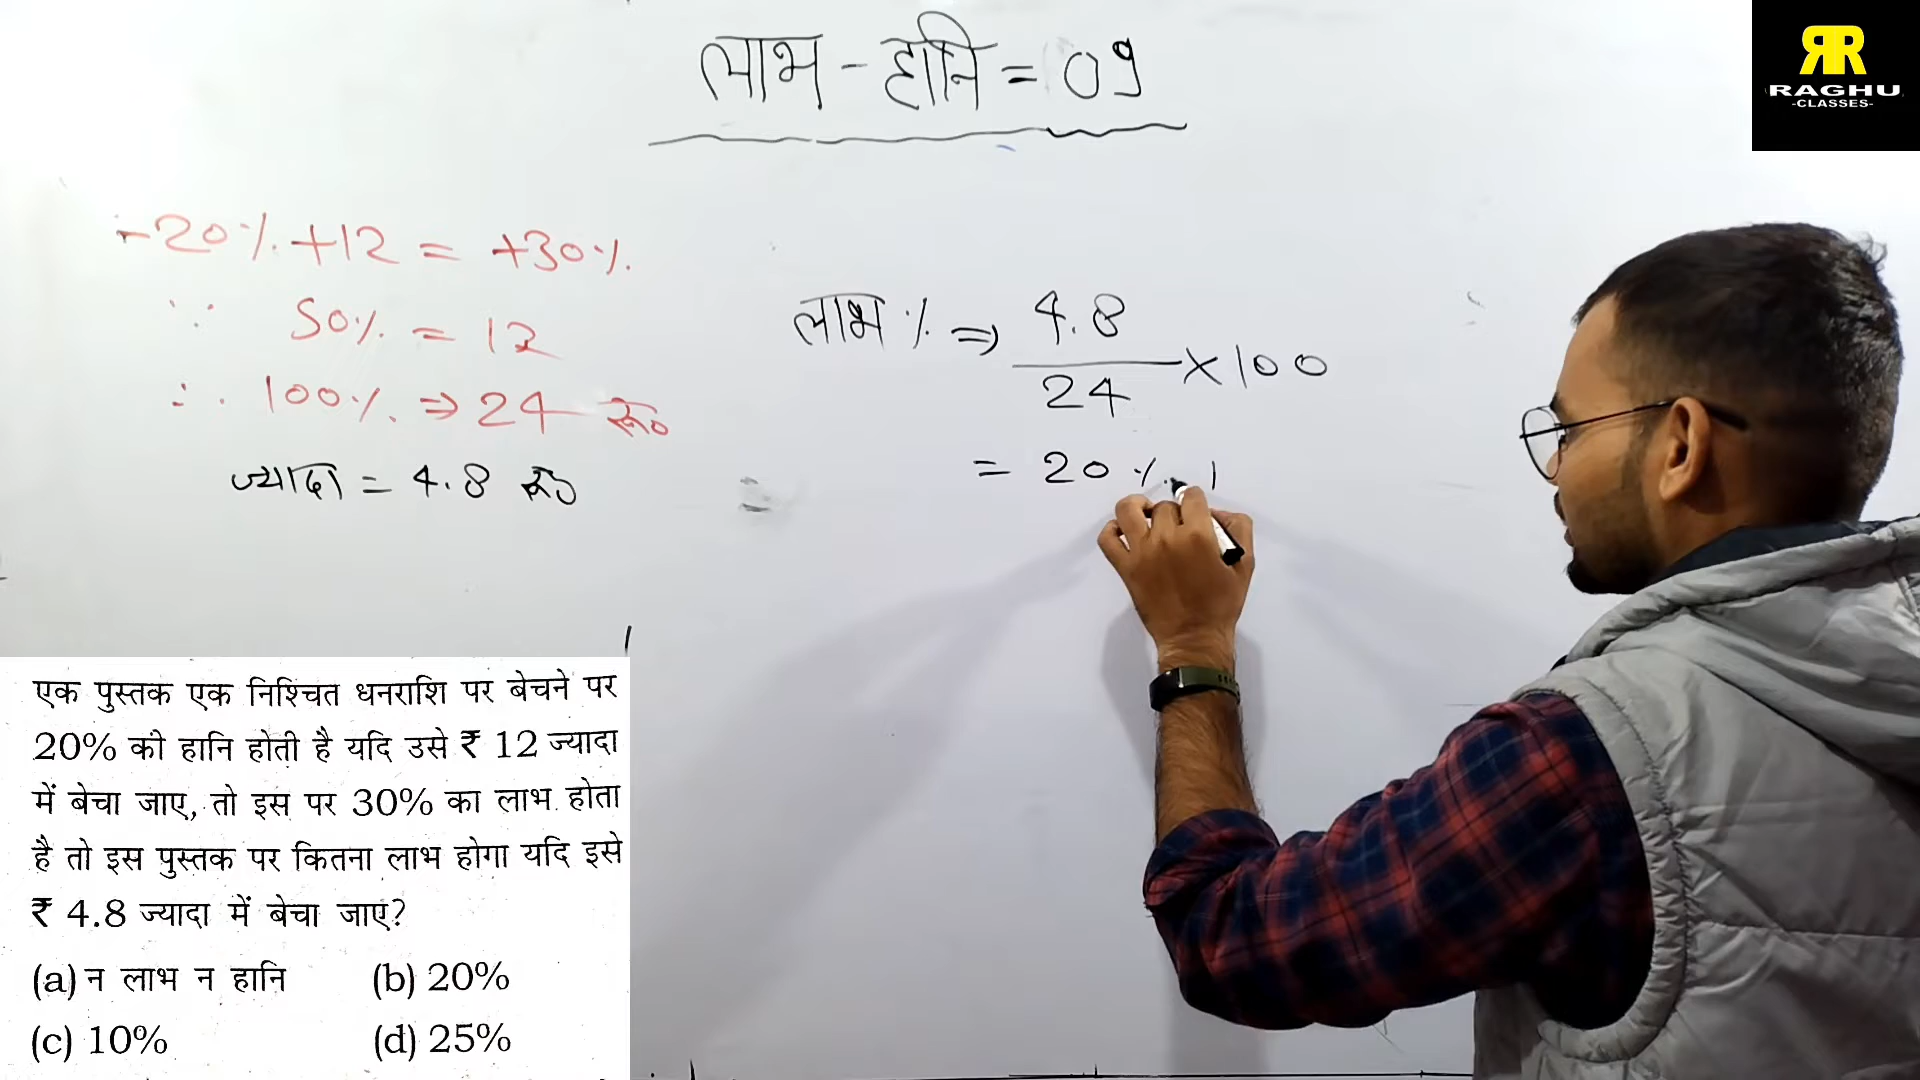 लाभ - हानि = 09
RAGHU
-CLASSES-
-20% +12 = +30%
∵ 50% = 12
∴ 100% ⇒ 24 रू०
ज्यादा = 4.8 रू०
लाभ % ⇒ 4.8
24
×100
= 20%
एक पुस्तक एक निश्चित धनराशि पर बेचने पर
20% की हानि होती है यदि उसे ₹ 12 ज्यादा
में बेचा जाए, तो इस पर 30% का लाभ होता
है तो इस पुस्तक पर कितना लाभ होगा यदि इसे
₹ 4.8 ज्यादा में बेचा जाए?
(a) न लाभ न हानि (b) 20%
(c) 10% (d) 25%